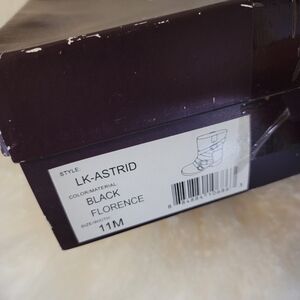 STYLE:
LK-ASTRID
COLOR/MATERIAL:
BLACK
FLORENCE
SIZE/WIDTH:
11M